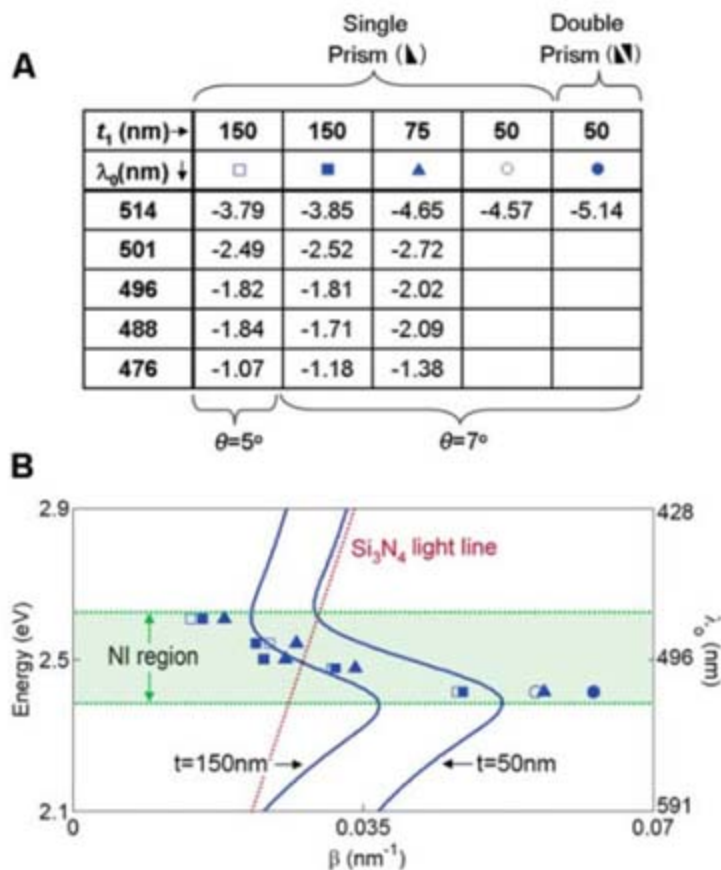 A
Single
Prism ( )
Double
Prism ( )
t₁ (nm)→ 150 150 75 50 50
λ₀(nm) ↓ □ ■ ▲ ○ ●
514 -3.79 -3.85 -4.65 -4.57 -5.14
501 -2.49 -2.52 -2.72
496 -1.82 -1.81 -2.02
488 -1.84 -1.71 -2.09
476 -1.07 -1.18 -1.38
θ=5° θ=7°
B
2.9 428
Si₃N₄ light line
NI region
Energy (eV)
2.5 496
λ₀ (nm)
t=150nm → ← t=50nm
2.1 591
0 0.035 0.07
β (nm⁻¹)